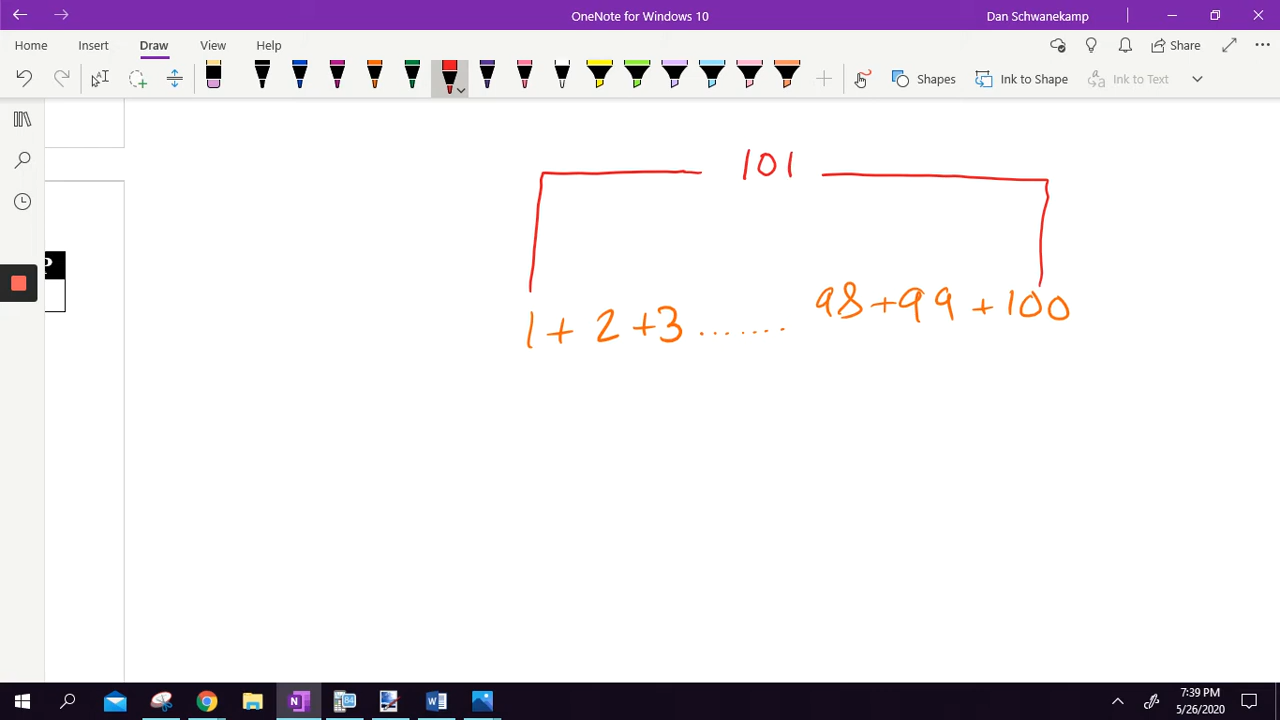 OneNote for Windows 10
Dan Schwanekamp
Home Insert Draw View Help
Share
Shapes Ink to Shape Ink to Text
101
1 + 2 +3 ....... 98+99 +100
P
7:39 PM
5/26/2020